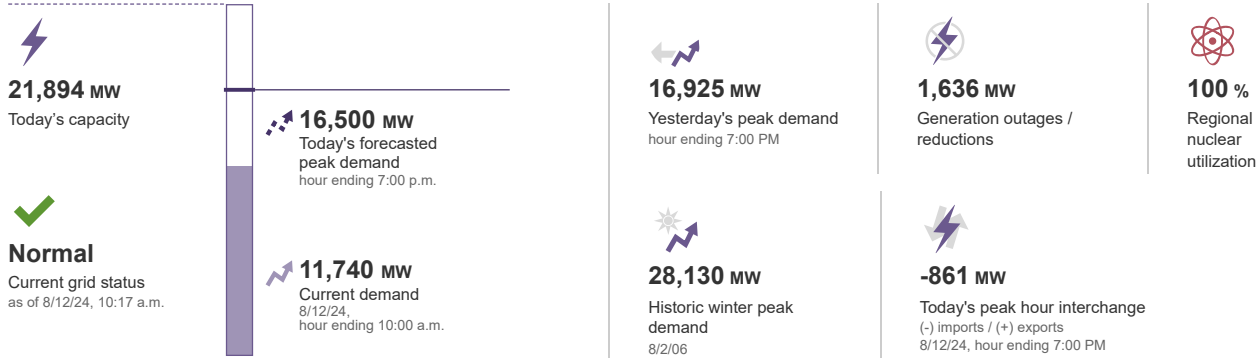 21,894 MW
Today's capacity
Normal
Current grid status
as of 8/12/24, 10:17 a.m.
16,500 MW
Today's forecasted
peak demand
hour ending 7:00 p.m.
11,740 MW
Current demand
8/12/24,
hour ending 10:00 a.m.
16,925 MW
Yesterday's peak demand
hour ending 7:00 PM
1,636 MW
Generation outages /
reductions
100 %
Regional
nuclear
utilization
28,130 MW
Historic winter peak
demand
8/2/06
-861 MW
Today's peak hour interchange
(-) imports / (+) exports
8/12/24, hour ending 7:00 PM